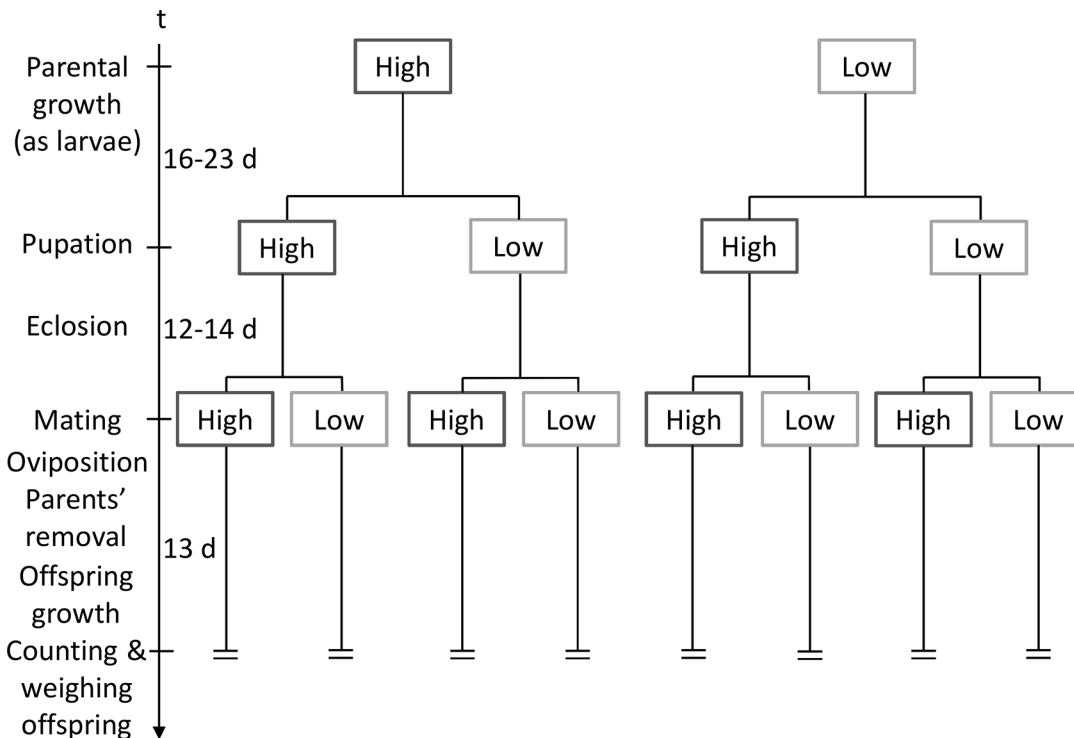 t
Parental
growth
(as larvae)
High
Low
16-23 d
Pupation
High
Low
High
Low
Eclosion
12-14 d
Mating
High
Low
High
Low
High
Low
High
Low
Oviposition
Parents’
removal
13 d
Offspring
growth
Counting &
weighing
offspring